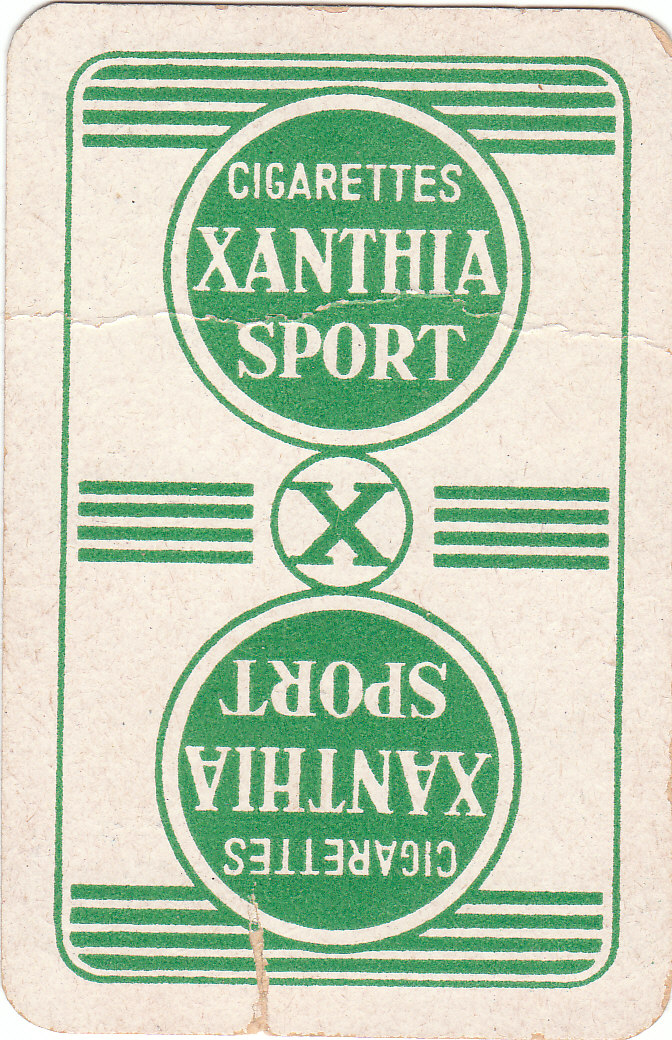 CIGARETTES
XANTHIA
SPORT
X
SPORT
XANTHIA
CIGARETTES